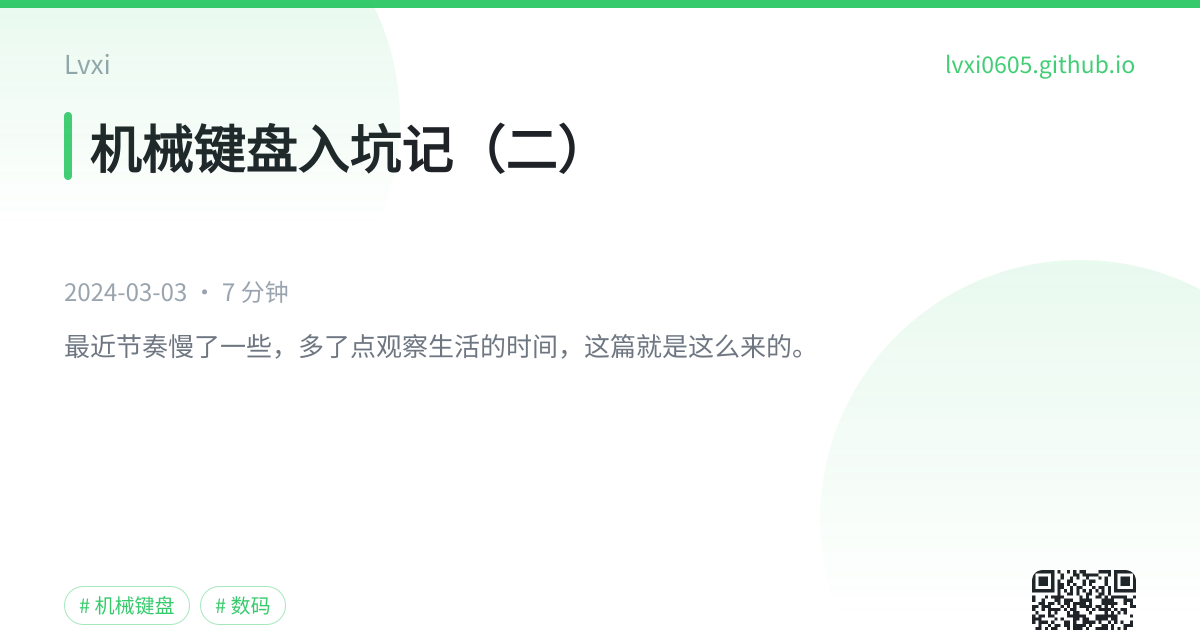 Lvxi
lvxi0605.github.io
机械键盘入坑记（二）
2024-03-03 · 7 分钟
最近节奏慢了一些，多了点观察生活的时间，这篇就是这么来的。
# 机械键盘
# 数码